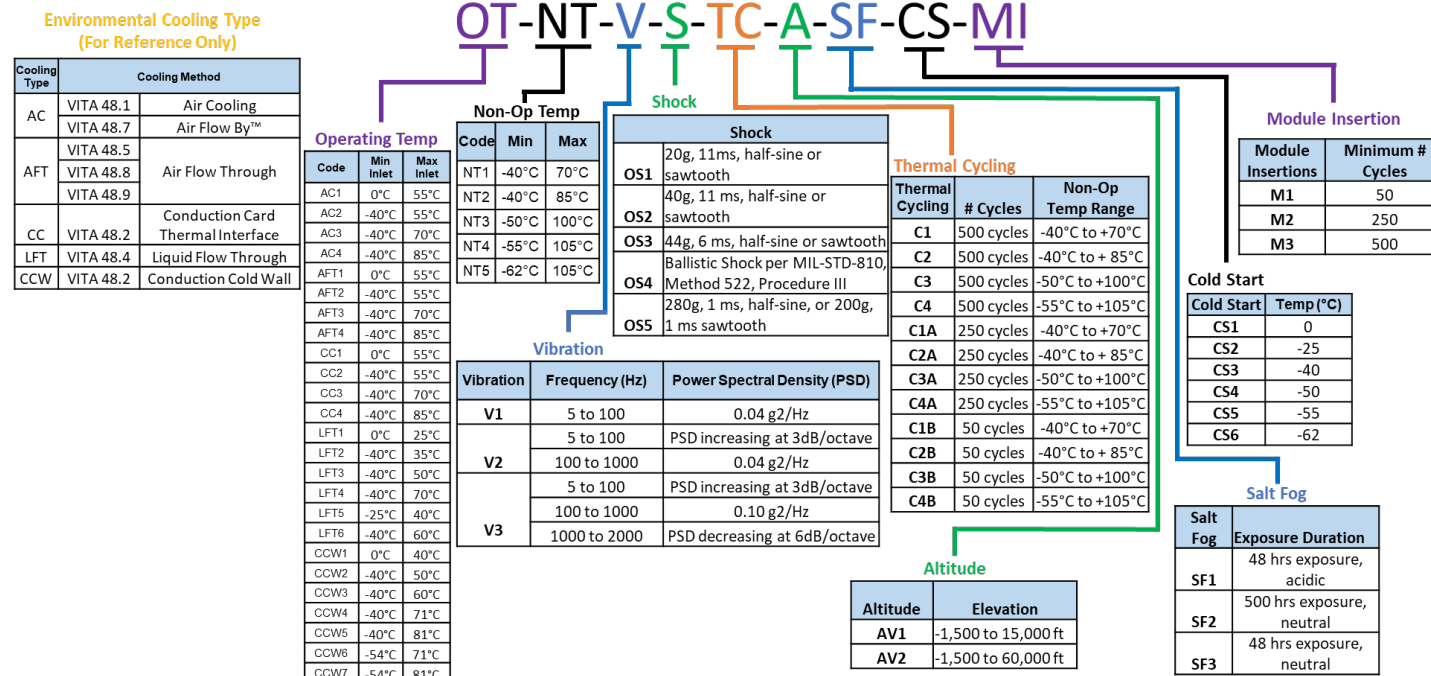 OT-NT-V-S-TC-A-SF-CS-MI
Environmental Cooling Type
(For Reference Only)
Cooling Type Cooling Method
AC VITA 48.1 Air Cooling
VITA 48.7 Air Flow By™
AFT VITA 48.5 Air Flow Through
VITA 48.8
VITA 48.9
CC VITA 48.2 Conduction Card Thermal Interface
LFT VITA 48.4 Liquid Flow Through
CCW VITA 48.2 Conduction Cold Wall
Operating Temp
Code Min Inlet Max Inlet
AC1 0°C 55°C
AC2 -40°C 55°C
AC3 -40°C 70°C
AC4 -40°C 85°C
AFT1 0°C 55°C
AFT2 -40°C 55°C
AFT3 -40°C 70°C
AFT4 -40°C 85°C
CC1 0°C 55°C
CC2 -40°C 55°C
CC3 -40°C 70°C
CC4 -40°C 85°C
LFT1 0°C 25°C
LFT2 -40°C 35°C
LFT3 -40°C 50°C
LFT4 -40°C 70°C
LFT5 -25°C 40°C
LFT6 -40°C 60°C
CCW1 0°C 40°C
CCW2 -40°C 50°C
CCW3 -40°C 60°C
CCW4 -40°C 71°C
CCW5 -40°C 81°C
CCW6 -54°C 71°C
CCW7 -54°C 81°C
Non-Op Temp
Code Min Max
NT1 -40°C 70°C
NT2 -40°C 85°C
NT3 -50°C 100°C
NT4 -55°C 105°C
NT5 -62°C 105°C
Vibration
Vibration Frequency (Hz) Power Spectral Density (PSD)
V1 5 to 100 0.04 g2/Hz
V2 5 to 100 PSD increasing at 3dB/octave
100 to 1000 0.04 g2/Hz
V3 5 to 100 PSD increasing at 3dB/octave
100 to 1000 0.10 g2/Hz
1000 to 2000 PSD decreasing at 6dB/octave
Shock
Shock
OS1 20g, 11ms, half-sine or
sawtooth
OS2 40g, 11 ms, half-sine or
sawtooth
OS3 44g, 6 ms, half-sine or sawtooth
OS4 Ballistic Shock per MIL-STD-810,
Method 522, Procedure III
OS5 280g, 1 ms, half-sine, or 200g,
1 ms sawtooth
Thermal Cycling
Thermal Cycling # Cycles Non-Op Temp Range
C1 500 cycles -40°C to +70°C
C2 500 cycles -40°C to + 85°C
C3 500 cycles -50°C to +100°C
C4 500 cycles -55°C to +105°C
C1A 250 cycles -40°C to +70°C
C2A 250 cycles -40°C to + 85°C
C3A 250 cycles -50°C to +100°C
C4A 250 cycles -55°C to +105°C
C1B 50 cycles -40°C to +70°C
C2B 50 cycles -40°C to + 85°C
C3B 50 cycles -50°C to +100°C
C4B 50 cycles -55°C to +105°C
Altitude
Altitude Elevation
AV1 -1,500 to 15,000 ft
AV2 -1,500 to 60,000 ft
Salt Fog
Salt Fog Exposure Duration
SF1 48 hrs exposure,
acidic
SF2 500 hrs exposure,
neutral
SF3 48 hrs exposure,
neutral
Cold Start
Cold Start Temp (°C)
CS1 0
CS2 -25
CS3 -40
CS4 -50
CS5 -55
CS6 -62
Module Insertion
Module Insertions Minimum # Cycles
M1 50
M2 250
M3 500